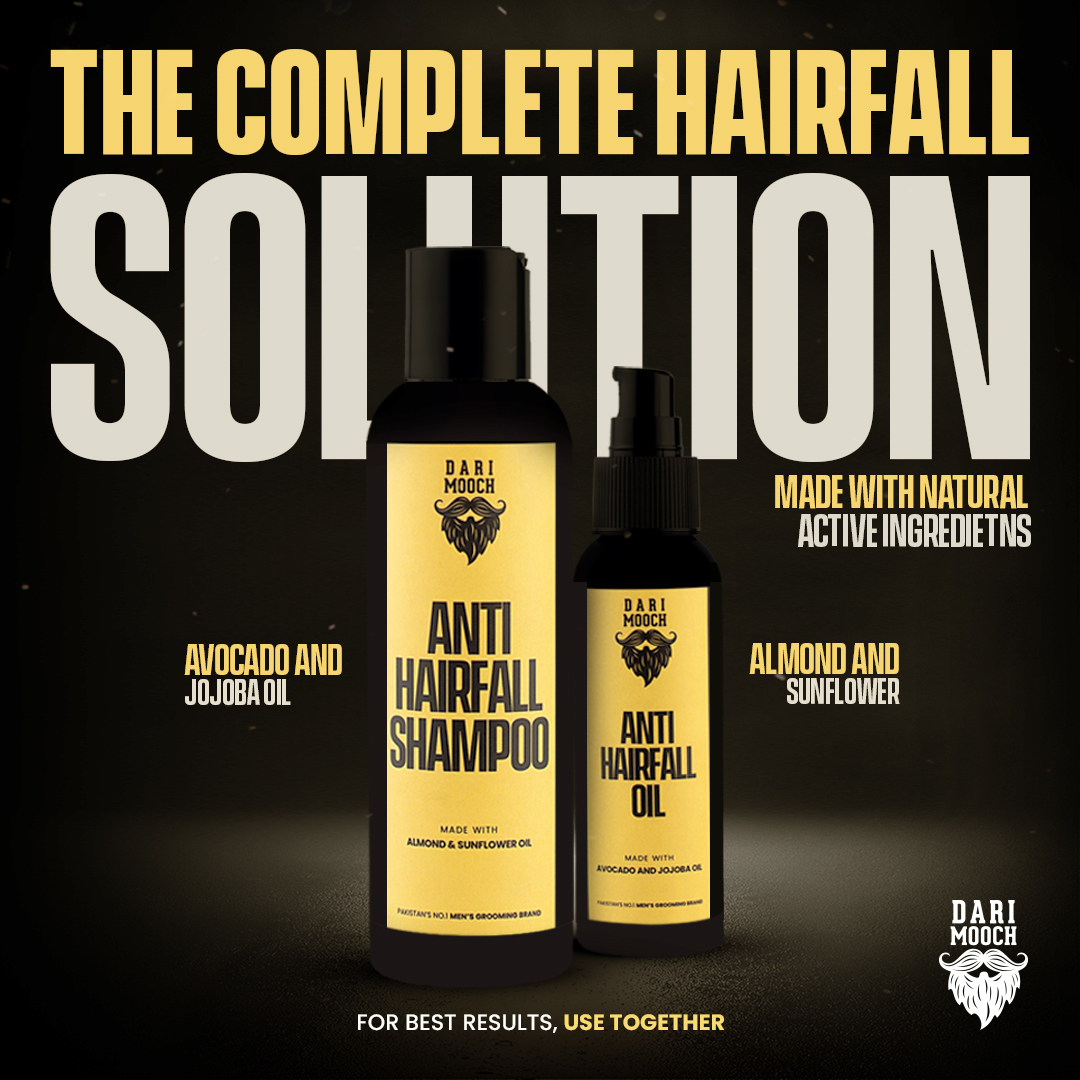 THE COMPLETE HAIRFALL
SOLUTION
MADE WITH NATURAL
ACTIVE INGREDIETNS
AVOCADO AND
JOJOBA OIL
DARI
MOOCH
ANTI
HAIRFALL
SHAMPOO
MADE WITH
ALMOND & SUNFLOWER OIL
PAKISTAN'S NO.1 MEN'S GROOMING BRAND
DARI
MOOCH
ANTI
HAIRFALL
OIL
MADE WITH
AVOCADO AND JOJOBA OIL
PAKISTAN'S NO.1 MEN'S GROOMING BRAND
ALMOND AND
SUNFLOWER
DARI
MOOCH
FOR BEST RESULTS, USE TOGETHER